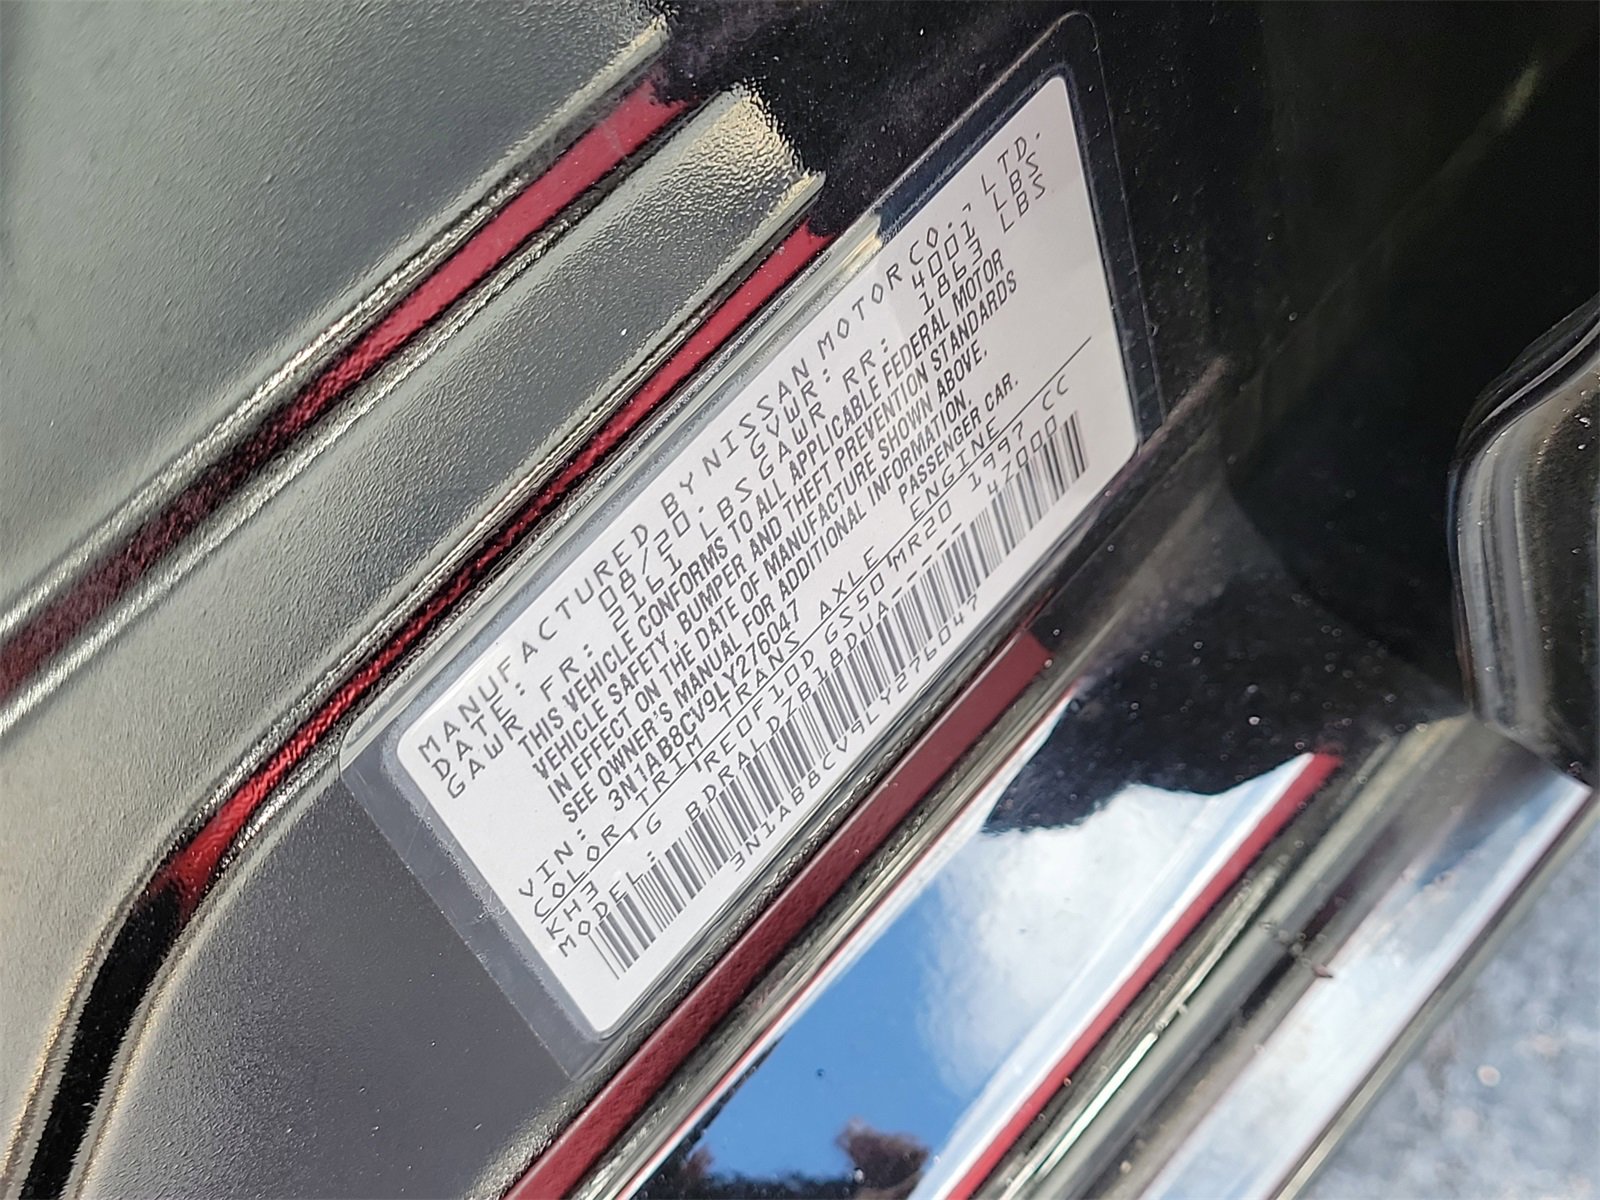 MANUFACTURED BY NISSAN MOTOR CO., LTD.
DATE: 08/20. GVWR: 4001 LBS
GAWR FR: 2161 LBS GAWR RR: 1863 LBS
THIS VEHICLE CONFORMS TO ALL APPLICABLE FEDERAL MOTOR
VEHICLE SAFETY, BUMPER AND THEFT PREVENTION STANDARDS
IN EFFECT ON THE DATE OF MANUFACTURE SHOWN ABOVE.
SEE OWNER'S MANUAL FOR ADDITIONAL INFORMATION.
VIN: 3N1AB8CV9LY276047 PASSENGER CAR.
COLOR TRIM TRANS AXLE ENGINE
KH3 TG RE0F10D GS50 MR20 1997 CC
MODEL: BDRALDZB18DUA 4Z000
3N1AB8CV9LY276047